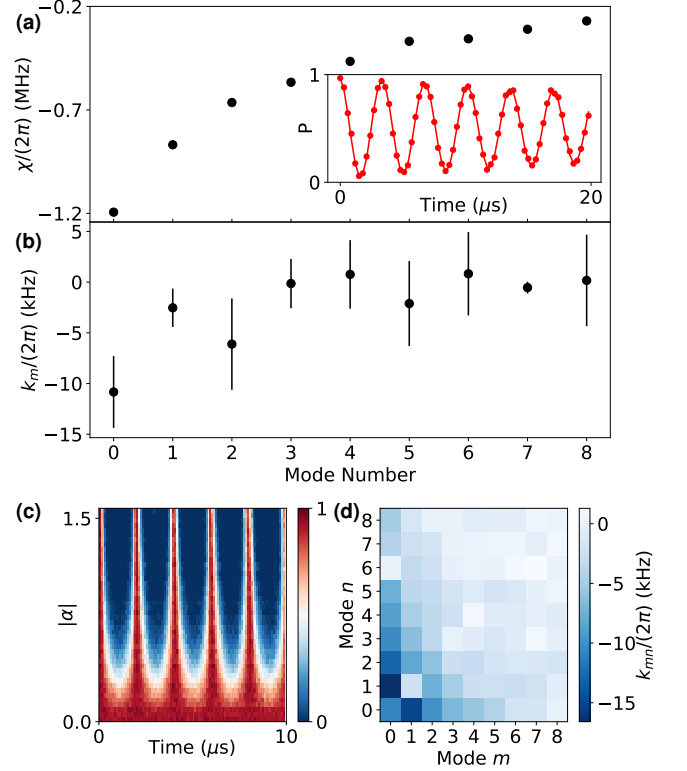 (a)
χ/(2π) (MHz)
−0.2
−0.7
−1.2
P
1
0
0
20
Time (μs)
(b)
k_m/(2π) (kHz)
5
0
−5
−10
−15
0 1 2 3 4 5 6 7 8
Mode Number
(c)
|α|
1.5
0.0
0
10
Time (μs)
1
0
(d)
Mode n
8
7
6
5
4
3
2
1
0
0 1 2 3 4 5 6 7 8
Mode m
0
−5
−10
−15
k_mn/(2π) (kHz)